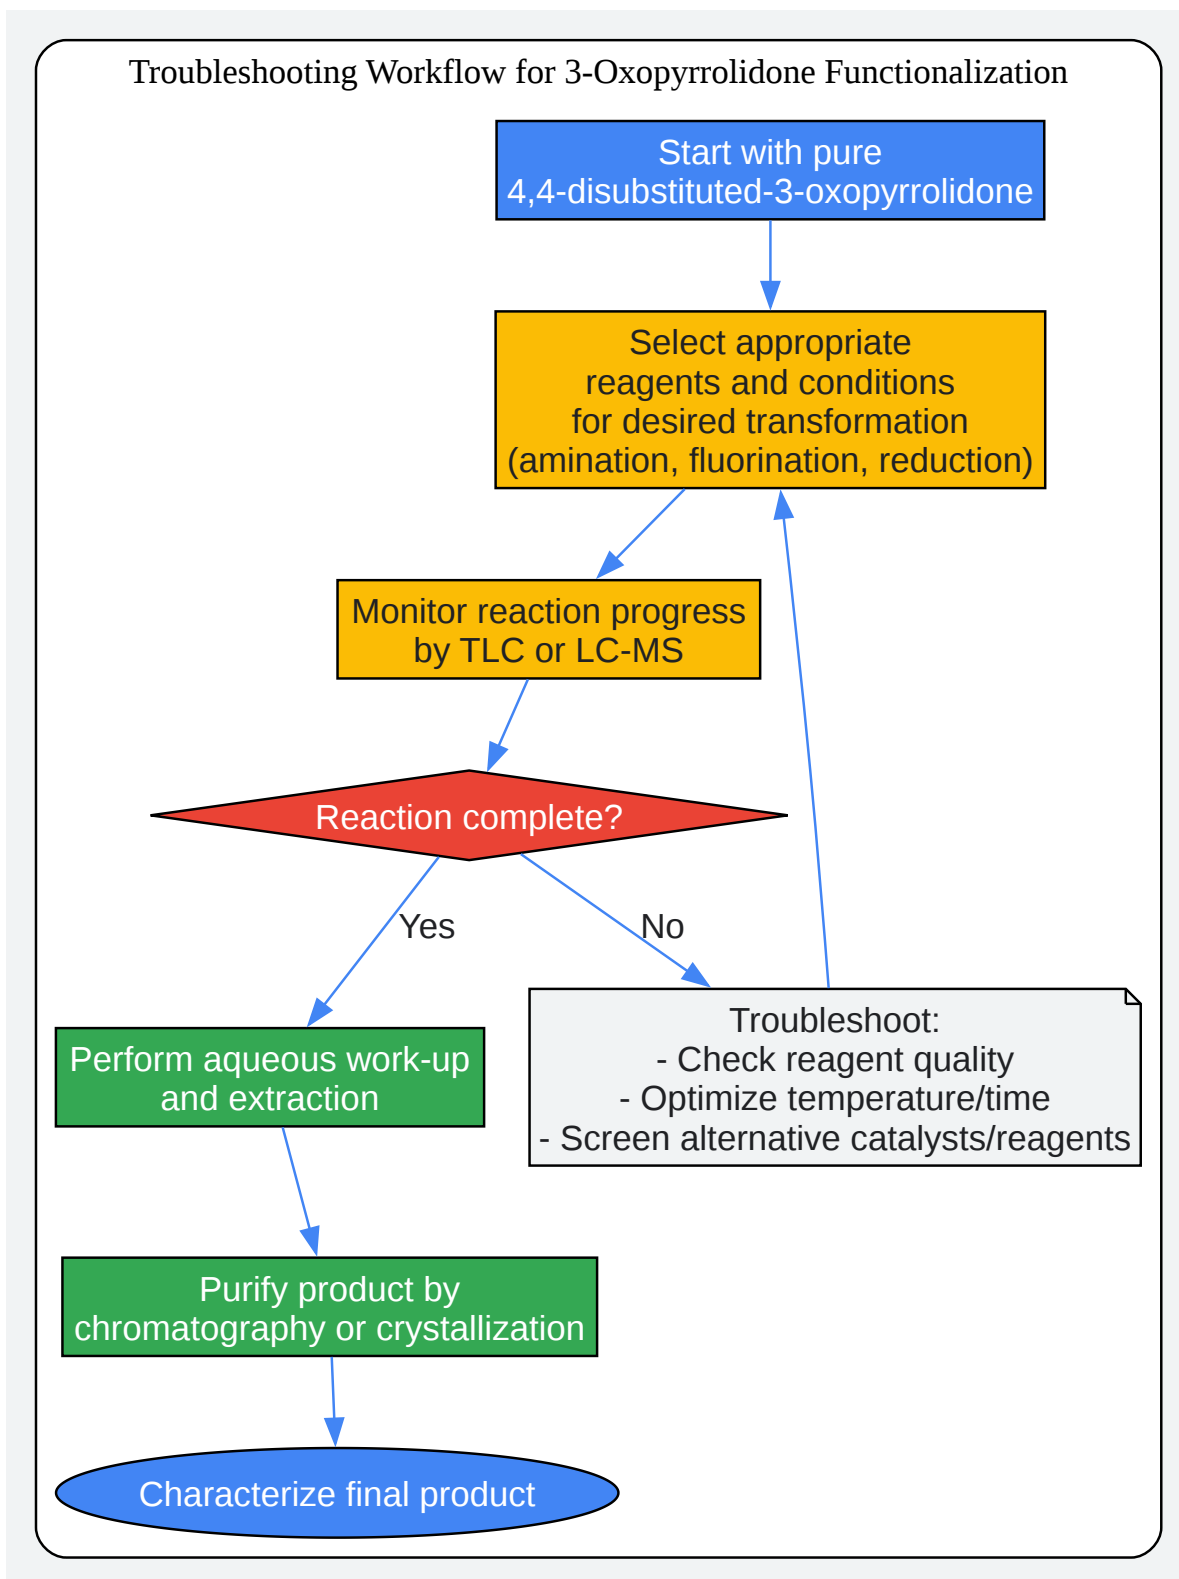 Troubleshooting Workflow for 3-Oxopyrrolidone Functionalization
Start with pure
4,4-disubstituted-3-oxopyrrolidone
Select appropriate
reagents and conditions
for desired transformation
(amination, fluorination, reduction)
Monitor reaction progress
by TLC or LC-MS
Reaction complete?
Yes
No
Troubleshoot:
- Check reagent quality
- Optimize temperature/time
- Screen alternative catalysts/reagents
Perform aqueous work-up
and extraction
Purify product by
chromatography or crystallization
Characterize final product